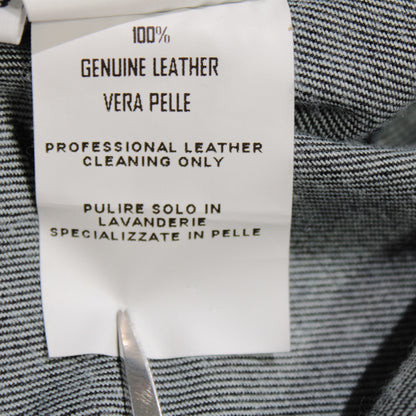 100%
GENUINE LEATHER
VERA PELLE
PROFESSIONAL LEATHER
CLEANING ONLY
PULIRE SOLO IN
LAVANDERIE
SPECIALIZZATE IN PELLE